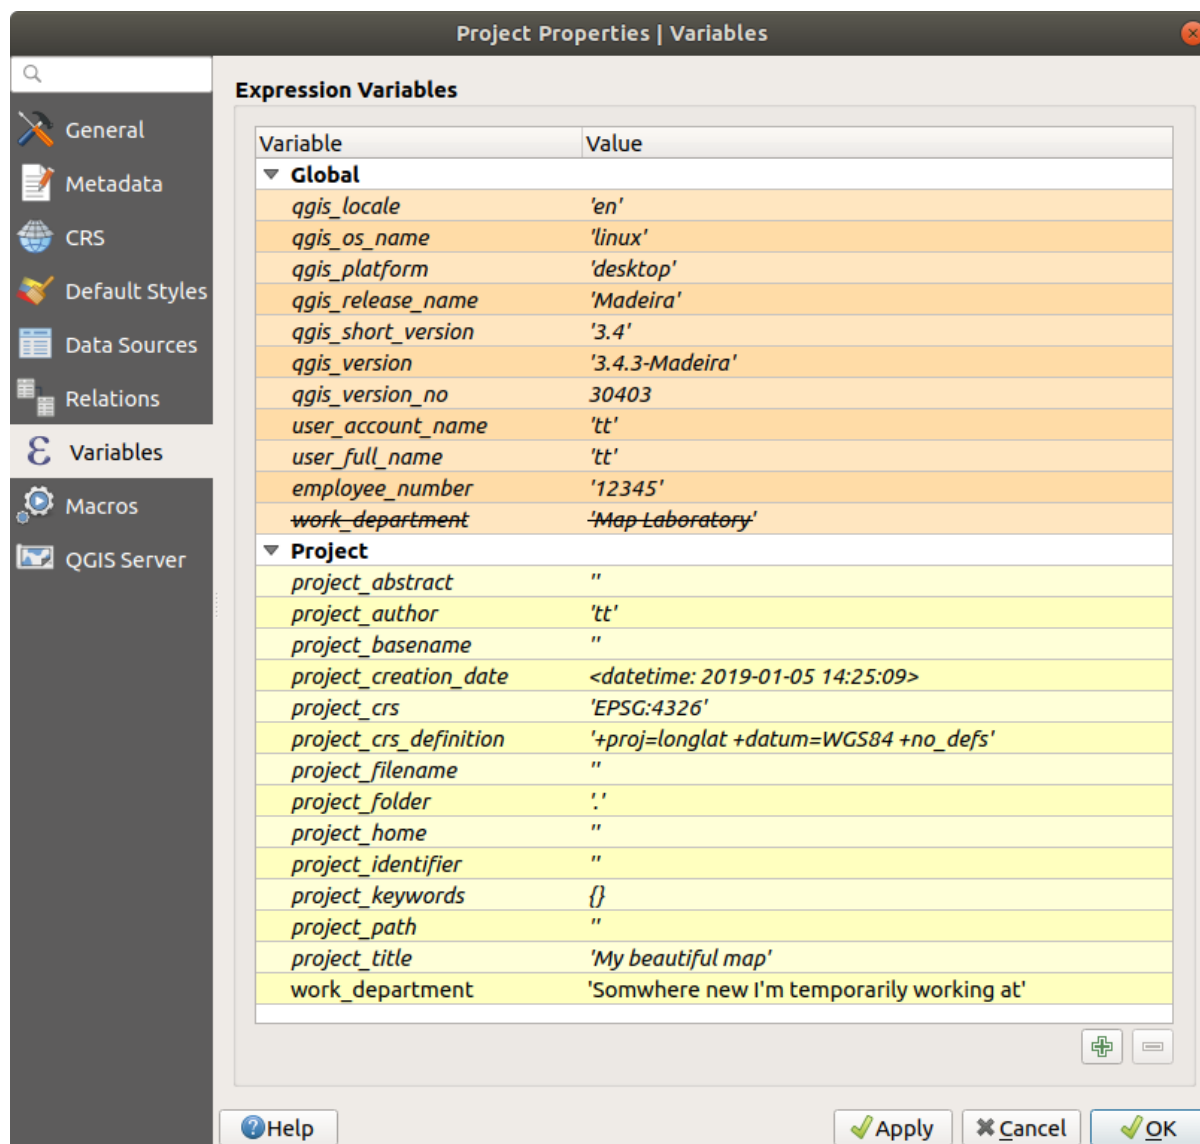 Project Properties | Variables
General
Metadata
CRS
Default Styles
Data Sources
Relations
Variables
Macros
QGIS Server
Expression Variables
Variable Value
Global
qgis_locale 'en'
qgis_os_name 'linux'
qgis_platform 'desktop'
qgis_release_name 'Madeira'
qgis_short_version '3.4'
qgis_version '3.4.3-Madeira'
qgis_version_no 30403
user_account_name 'tt'
user_full_name 'tt'
employee_number '12345'
work_department 'Map Laboratory'
Project
project_abstract ''
project_author 'tt'
project_basename ''
project_creation_date <datetime: 2019-01-05 14:25:09>
project_crs 'EPSG:4326'
project_crs_definition '+proj=longlat +datum=WGS84 +no_defs'
project_filename ''
project_folder '.'
project_home ''
project_identifier ''
project_keywords {}
project_path ''
project_title 'My beautiful map'
work_department 'Somwhere new I'm temporarily working at'
Help Apply Cancel OK